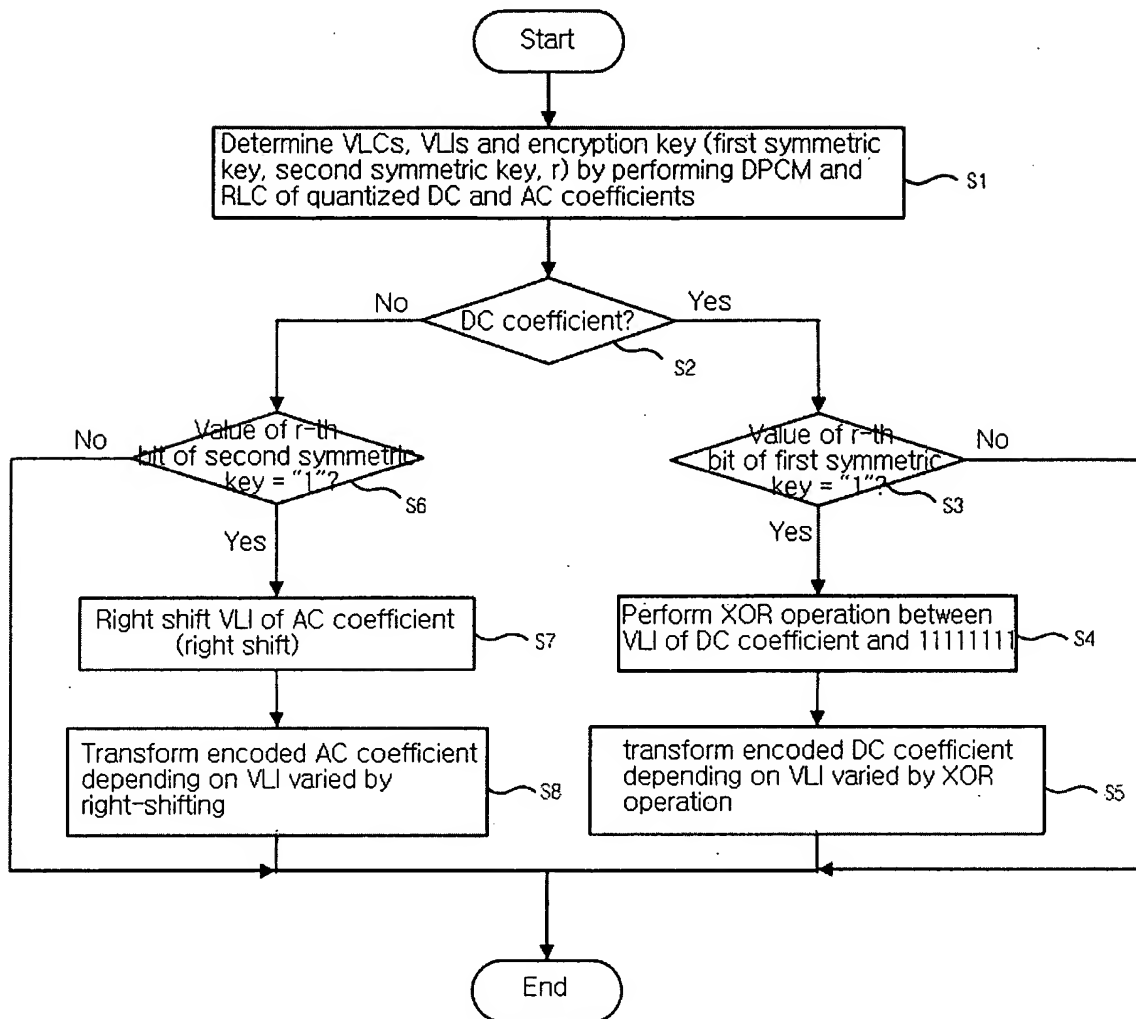 Start
Determine VLCs, VLIs and encryption key (first symmetric
key, second symmetric key, r) by performing DPCM and
RLC of quantized DC and AC coefficients
S1
No
Yes
DC coefficient?
S2
No
Value of r-th
bit of second symmetric
key = "1"?
S6
Yes
Value of r-th
bit of first symmetric
key = "1"?
No
S3
Yes
Right shift VLI of AC coefficient
(right shift)
S7
Perform XOR operation between
VLI of DC coefficient and 11111111
S4
Transform encoded AC coefficient
depending on VLI varied by
right-shifting
S8
transform encoded DC coefficient
depending on VLI varied by XOR
operation
S5
End